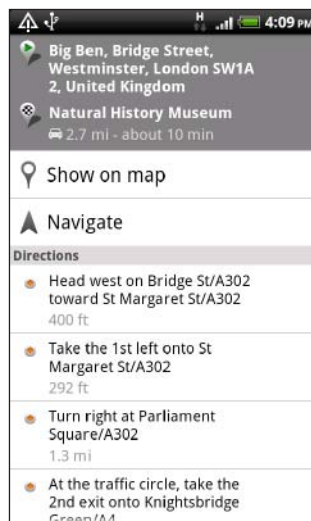 H 4:09 PM
Big Ben, Bridge Street,
Westminster, London SW1A
2, United Kingdom
Natural History Museum
2.7 mi - about 10 min
Show on map
Navigate
Directions
Head west on Bridge St/A302
toward St Margaret St/A302
400 ft
Take the 1st left onto St
Margaret St/A302
292 ft
Turn right at Parliament
Square/A302
1.3 mi
At the traffic circle, take the
2nd exit onto Knightsbridge
Green/A4